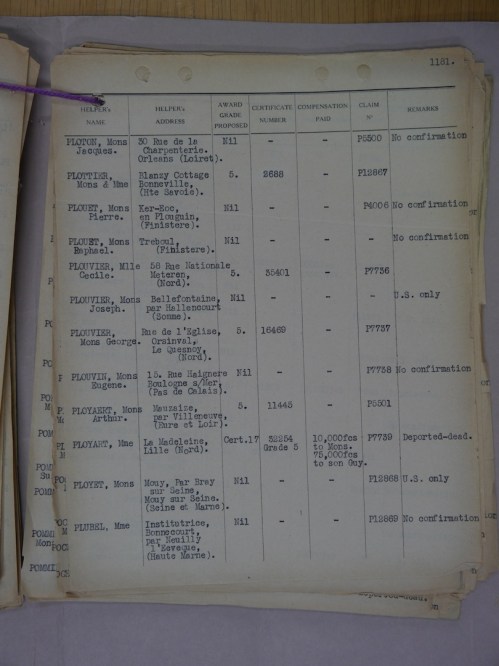 1181.
HELPER's NAME HELPER's ADDRESS AWARD GRADE PROPOSED CERTIFICATE NUMBER COMPENSATION PAID CLAIM Nº REMARKS
PLOTON, Mons 30 Rue de la Nil - - P5500 No confirmation
Jacques. Charpenterie.
Orleans (Loiret).
PLOTTIER, Blanzy Cottage 5. 2688 - P12867
Mons & Mme Bonneville,
(Hte Savoie).
PLOUET, Mons Ker-Roc, Nil - - P4006 No confirmation
Pierre. en Plouguin,
(Finistere).
PLOUET, Mons Treboul, Nil - - - No confirmation
Raphael. (Finistere).
PLOUVIER, Mlle 56 Rue Nationale
Cecile. Meteren, 5. 35401 - P7736
(Nord).
PLOUVIER, Mons Bellefontaine, Nil - - - U.S. only
Joseph. par Hallencourt
(Somme).
PLOUVIER, Rue de l'Eglise, 5. 16469 - P7737
Mons George. Orsinval,
Le Quesnoy,
(Nord).
PLOUVIN, Mons 15. Rue Haignere Nil - - P7738 No confirmation
Eugene. Boulogne s/Mer,
(Pas de Calais).
PLOYAERT, Mons Mauzaize, 5. 11445 - P5501
Arthur. par Villeneuve,
(Eure et Loir).
PLOYANT, Mme La Madeleine, Cert.17 32254 10,000fcs P7739 Deported-dead.
Lille (Nord). Grade 5 to Mons.
75,000fcs
to son Guy.
PLOYET, Mons Mouy, Par Bray Nil - - P12868 U.S. only
sur Seine,
Mouy sur Seine.
(Seine et Marne).
PLUBEL, Mme Institutrice, Nil - - P12869 No confirmation
Bonnecourt,
par Neuilly
l'Eveque,
(Haute Marne).